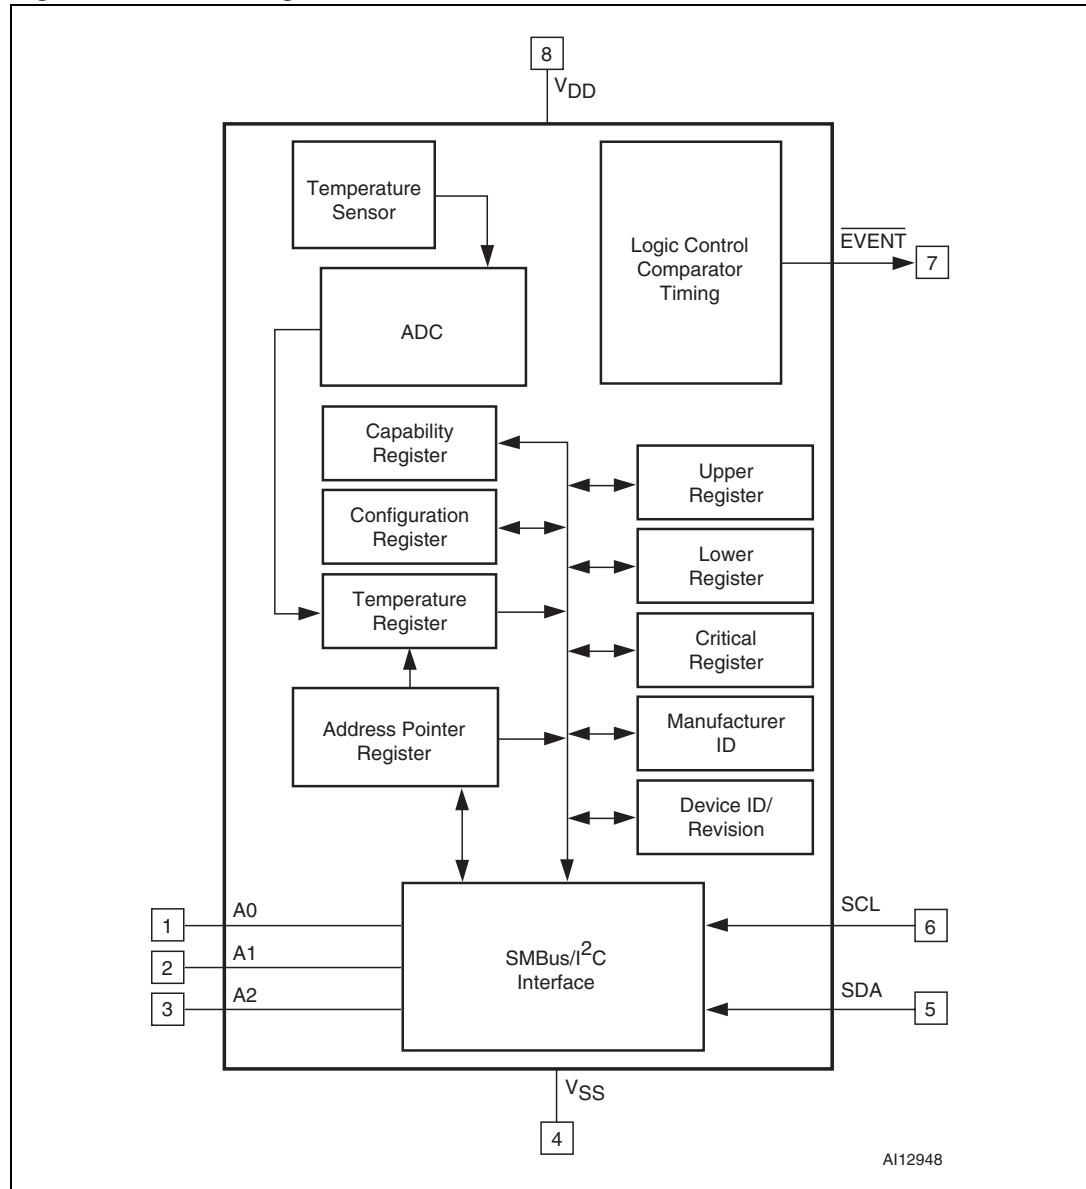 8
VDD
Temperature
Sensor
Logic Control
Comparator
Timing
EVENT
7
ADC
Capability
Register
Configuration
Register
Temperature
Register
Address Pointer
Register
Upper
Register
Lower
Register
Critical
Register
Manufacturer
ID
Device ID/
Revision
1
A0
2
A1
3
A2
SMBus/I2C
Interface
SCL
6
SDA
5
VSS
4
AI12948